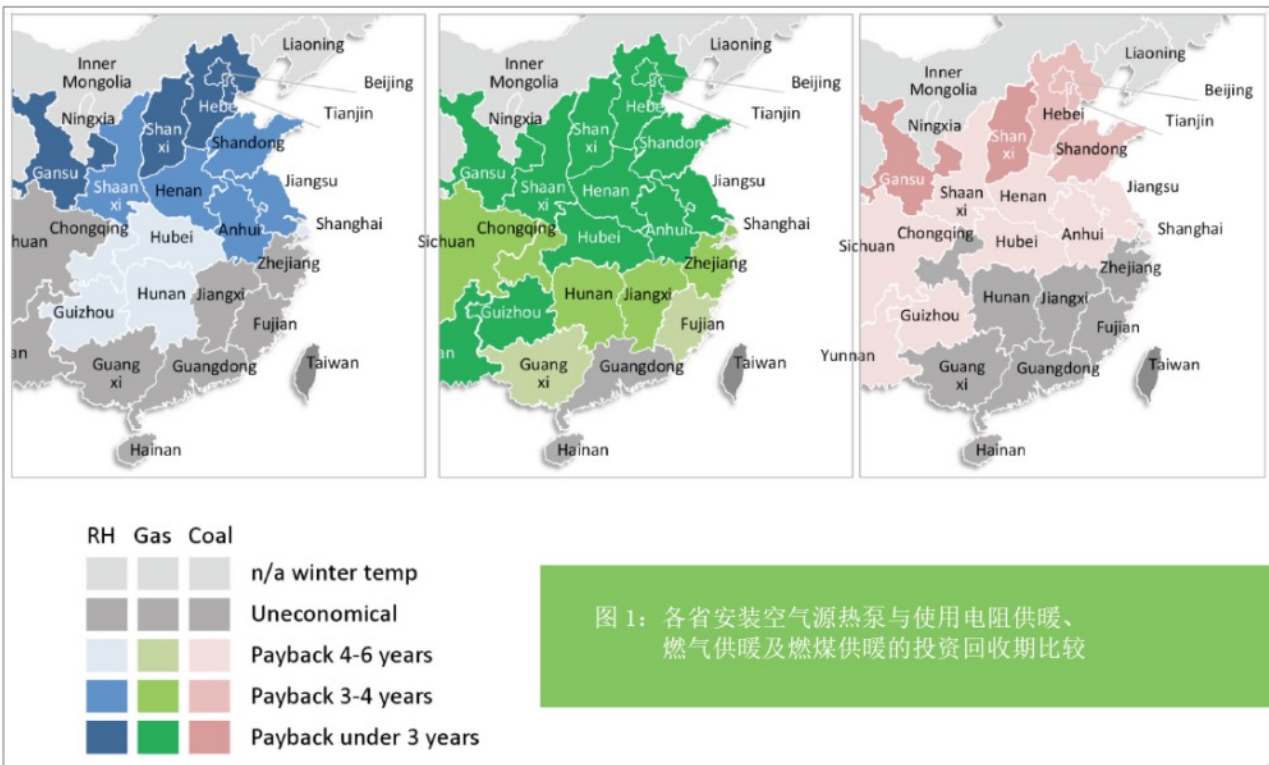 Liaoning
Inner
Mongolia
Beijing
Ningxia
Hebei
Tianjin
Shan
xi
Shandong
Gansu
Shaan
xi
Henan
Jiangsu
Chongqing
Anhui
Shanghai
Hubei
chuan
Zhejiang
Hunan
Jiangxi
Guizhou
Fujian
an
Guang
xi
Guangdong
Taiwan
Hainan
Liaoning
Inner
Mongolia
Beijing
Ningxia
Hebei
Tianjin
Shan
xi
Shandong
Gansu
Shaan
xi
Henan
Jiangsu
Chongqing
Anhui
Shanghai
Sichuan
Hubei
Zhejiang
Hunan
Jiangxi
Guizhou
Fujian
an
Guang
xi
Guangdong
Taiwan
Hainan
Liaoning
Inner
Mongolia
Beijing
Ningxia
Hebei
Tianjin
Shan
xi
Shandong
Gansu
Shaan
xi
Henan
Jiangsu
Chongqing
Anhui
Shanghai
Sichuan
Hubei
Zhejiang
Hunan
Jiangxi
Guizhou
Fujian
Yunnan
Guang
xi
Guangdong
Taiwan
Hainan
RH Gas Coal
n/a winter temp
Uneconomical
Payback 4-6 years
Payback 3-4 years
Payback under 3 years
图 1：各省安装空气源热泵与使用电阻供暖、
燃气供暖及燃煤供暖的投资回收期比较